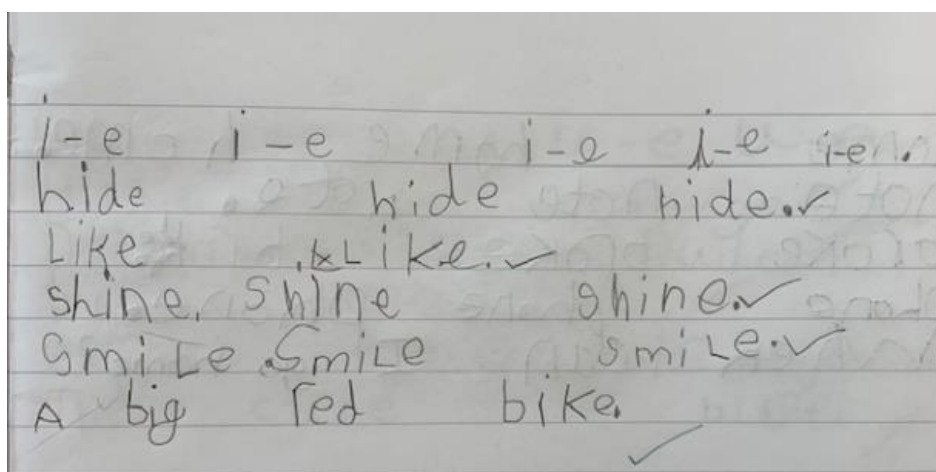 i-e i-e i-e i-e i-e.
hide hide hide.✓
Like . Like.✓
shine. shine shine.✓
smiLe .smiLe smiLe.✓
A big red bike.
✓